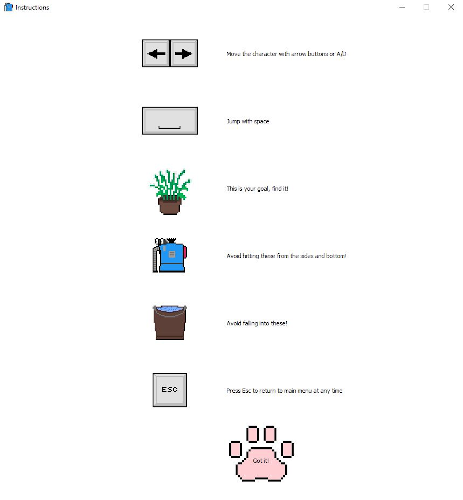 Instructions
Move the character with arrow buttons or A/D
Jump with space
This is your goal, find it!
Avoid hitting these from the sides and bottom!
Avoid falling into these!
ESC
Press Esc to return to main menu at any time
Got it!